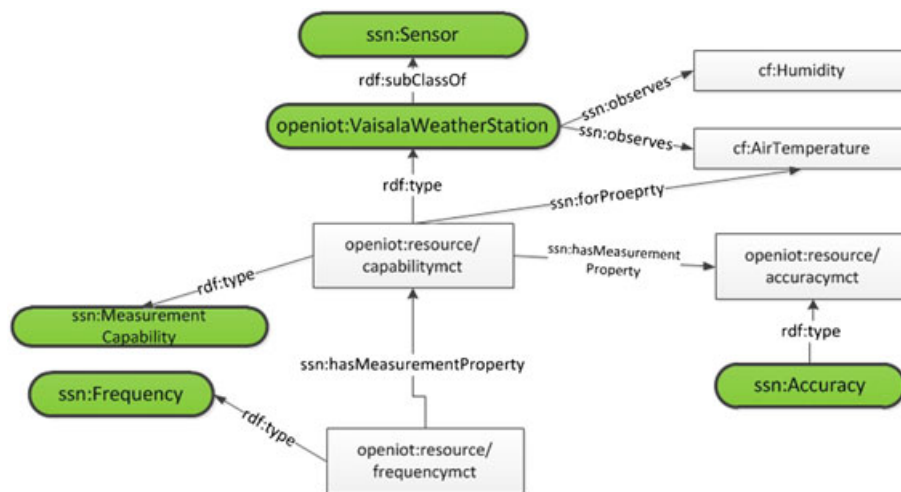 ssn:Sensor
rdf:subClassOf
cf:Humidity
ssn:observes
openiot:VaisalaWeatherStation
ssn:observes
cf:AirTemperature
rdf:type
ssn:forProeprty
openiot:resource/
capabilitymct
ssn:hasMeasurement
Property
openiot:resource/
accuracymct
rdf:type
ssn:Measurement
Capability
rdf:type
ssn:hasMeasurementProperty
ssn:Frequency
ssn:Accuracy
rdf:type
openiot:resource/
frequencymct